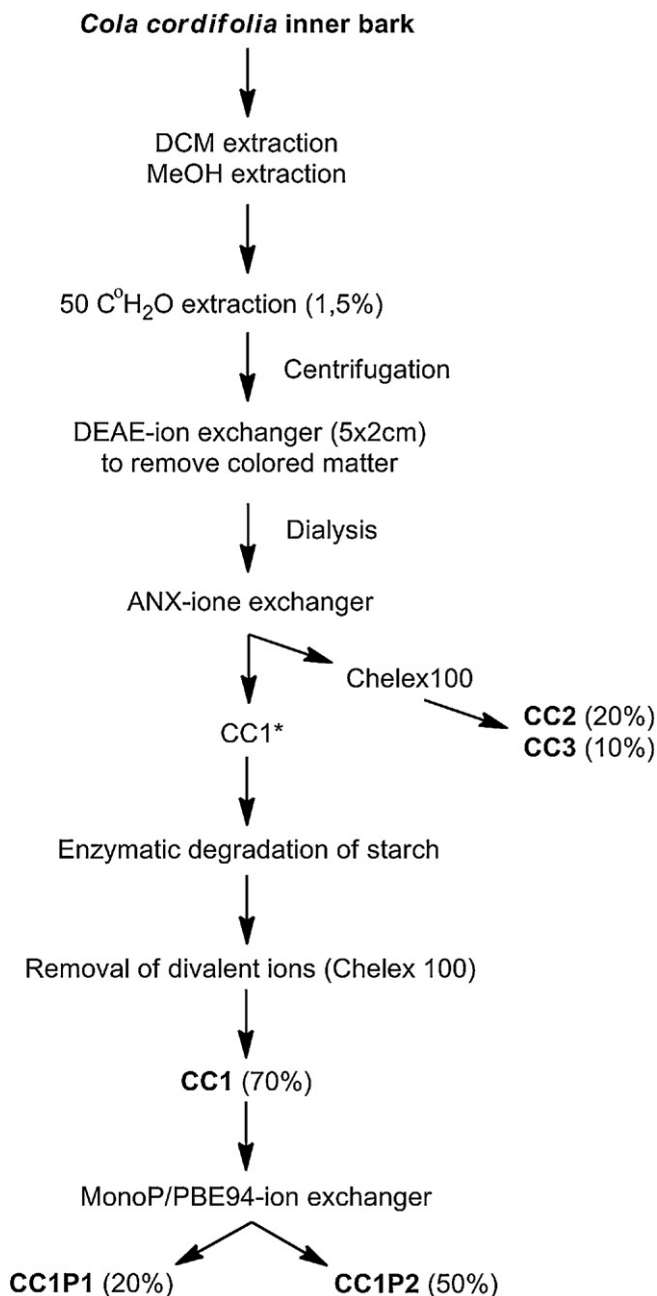 Cola cordifolia inner bark
DCM extraction
MeOH extraction
50 C°H₂O extraction (1,5%)
Centrifugation
DEAE-ion exchanger (5x2cm)
to remove colored matter
Dialysis
ANX-ione exchanger
Chelex100
CC2 (20%)
CC1*
CC3 (10%)
Enzymatic degradation of starch
Removal of divalent ions (Chelex 100)
CC1 (70%)
MonoP/PBE94-ion exchanger
CC1P1 (20%)
CC1P2 (50%)